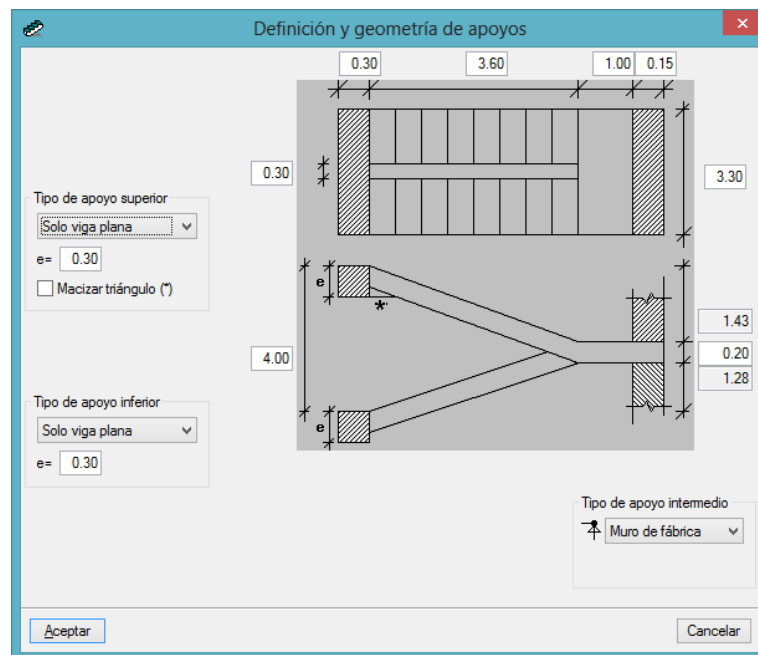 Definición y geometría de apoyos
0.30 3.60 1.00 0.15
0.30
3.30
Tipo de apoyo superior
Solo viga plana
e= 0.30
Macizar triángulo (*)
e
*
4.00
1.43
0.20
1.28
Tipo de apoyo inferior
Solo viga plana
e= 0.30
e
Tipo de apoyo intermedio
Muro de fábrica
Aceptar
Cancelar